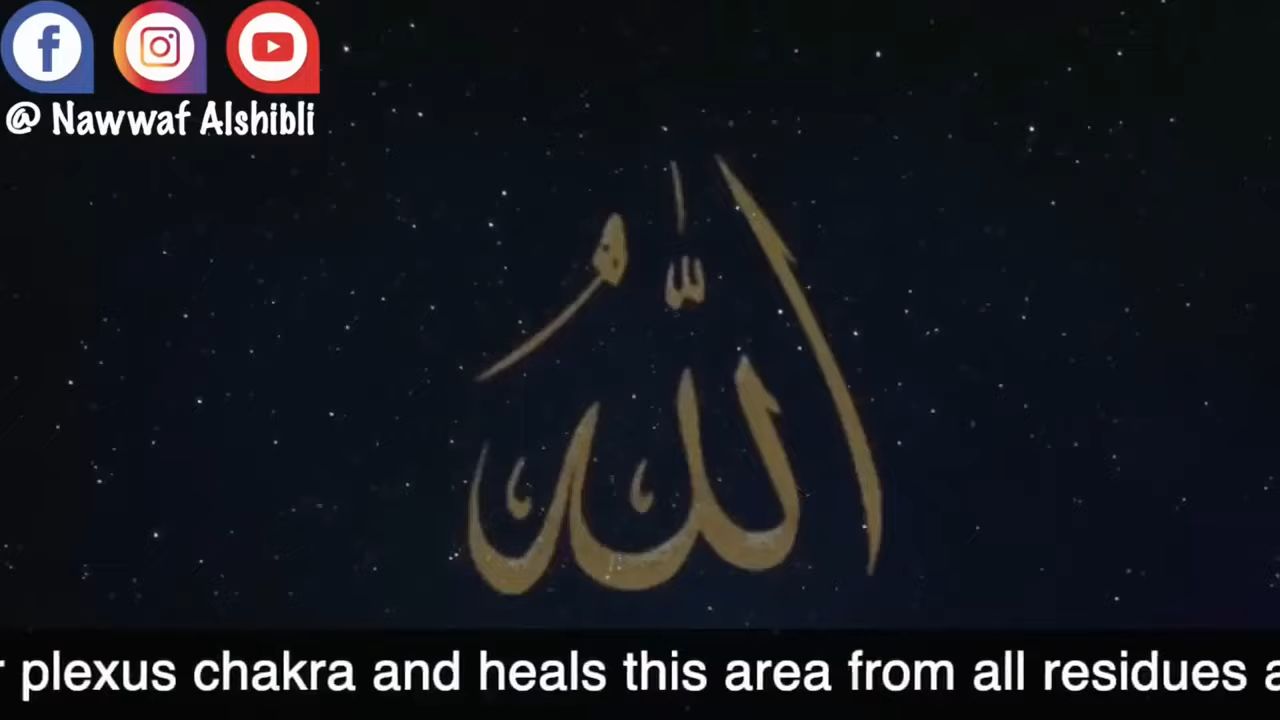 @ Nawwaf Alshibli
الله
plexus chakra and heals this area from all residues